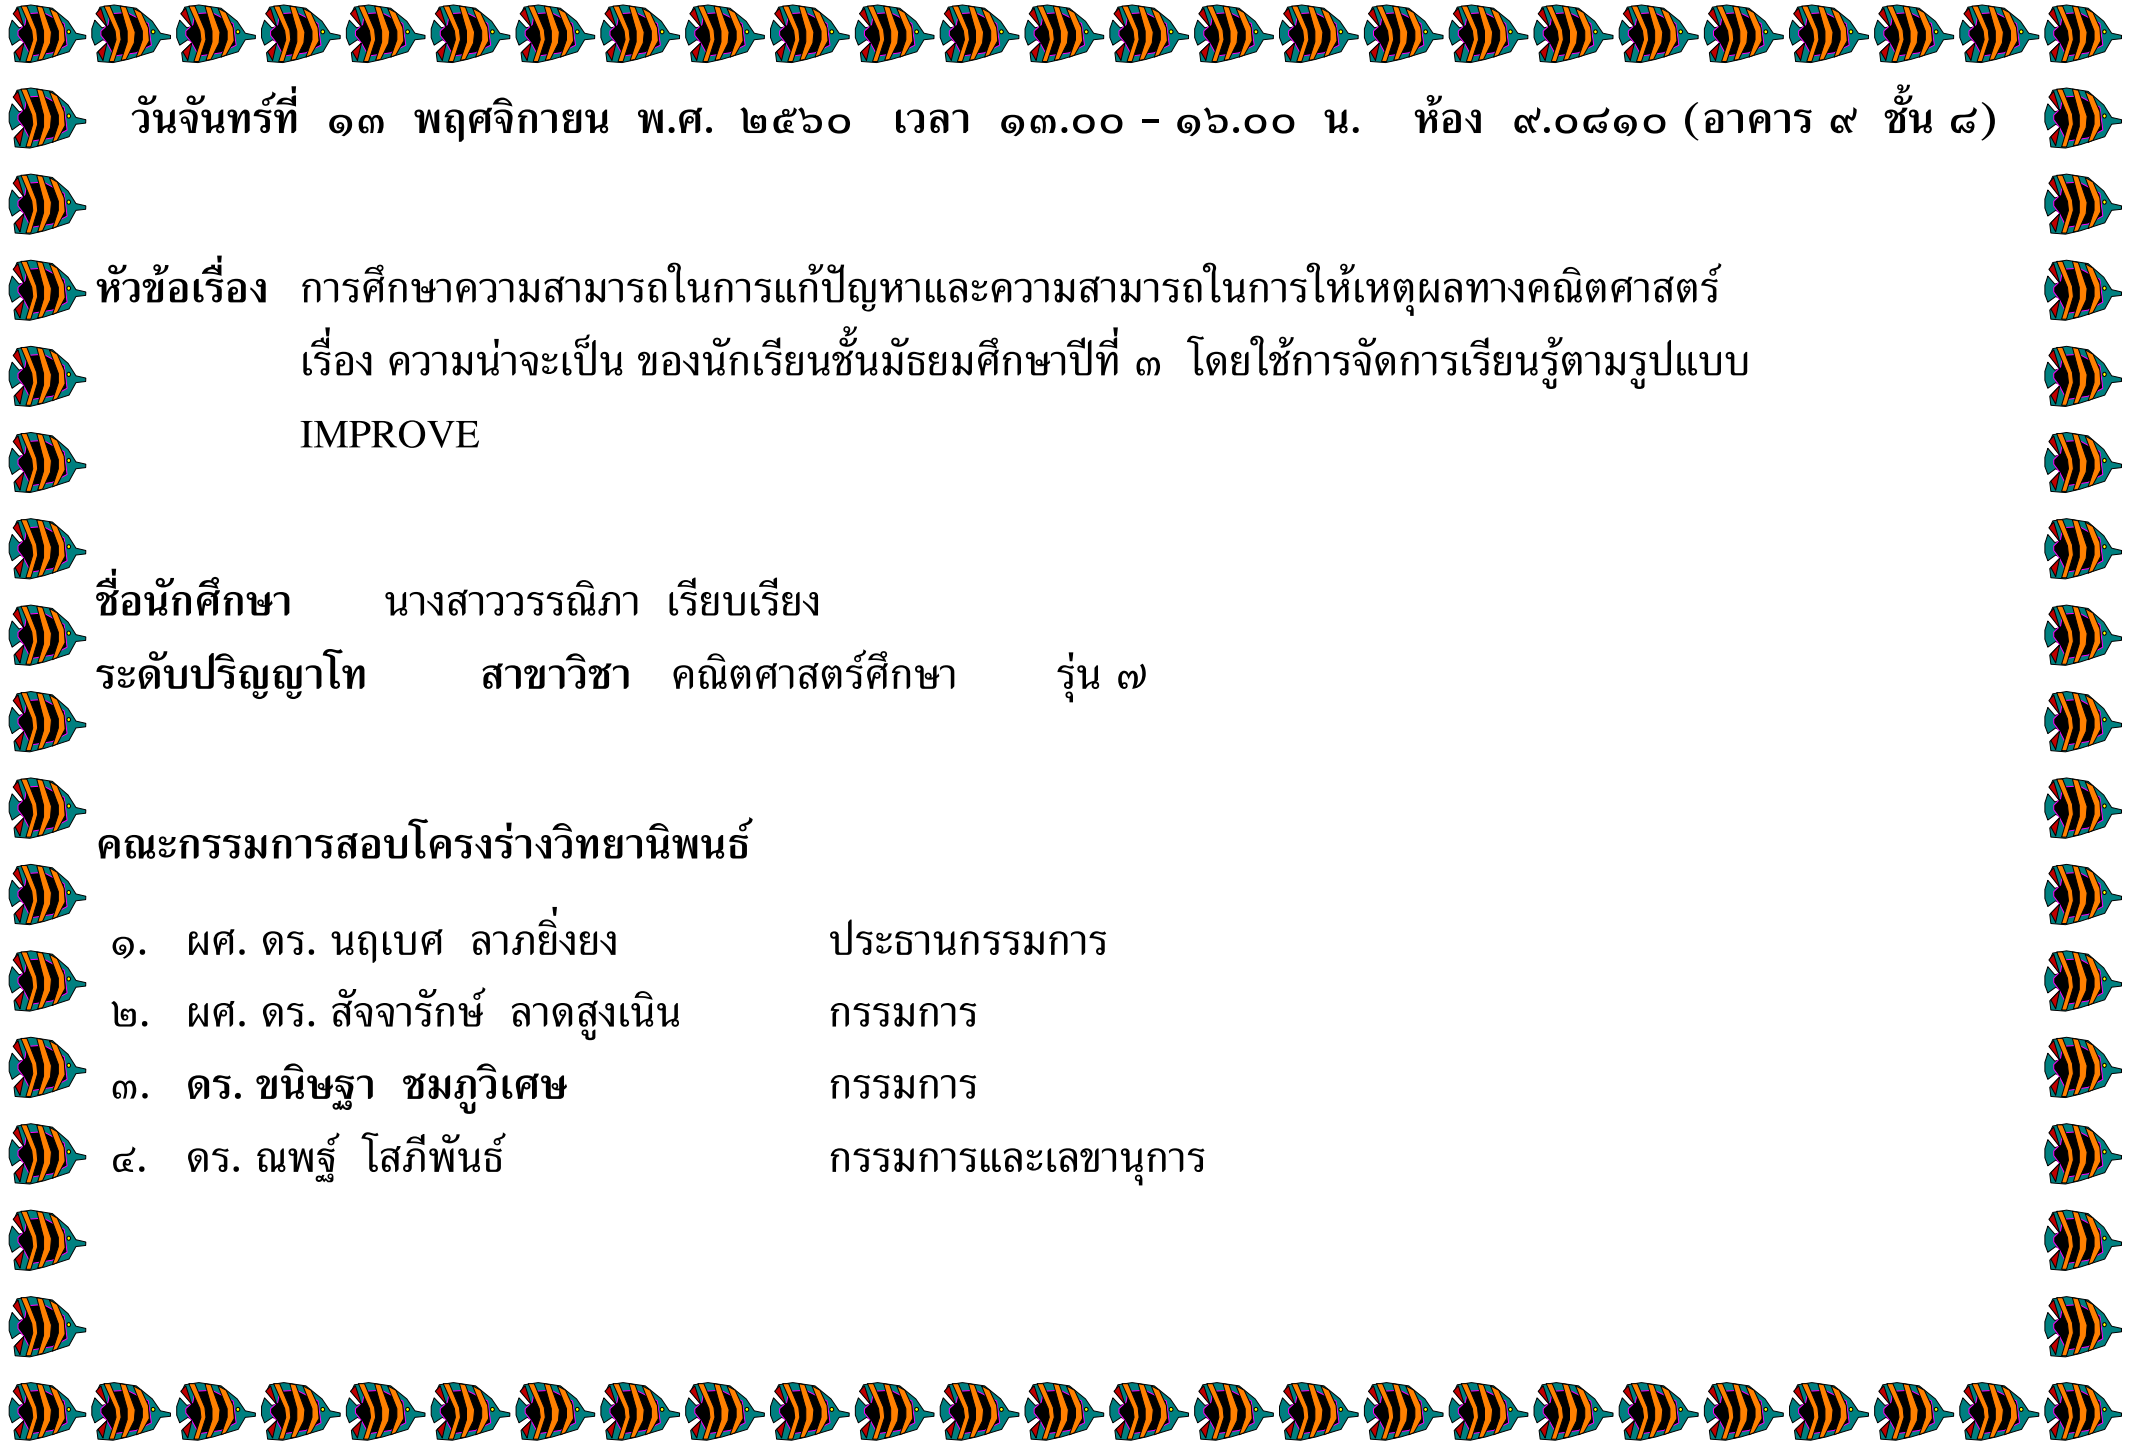 วันจันทร์ที่ ๑๓ พฤศจิกายน พ.ศ. ๒๕๖๐ เวลา ๑๓.๐๐ – ๑๖.๐๐ น. ห้อง ๙.๐๘๑๐ (อาคาร ๙ ชั้น ๘)
หัวข้อเรื่อง การศึกษาความสามารถในการแก้ปัญหาและความสามารถในการให้เหตุผลทางคณิตศาสตร์
เรื่อง ความน่าจะเป็น ของนักเรียนชั้นมัธยมศึกษาปีที่ ๓ โดยใช้การจัดการเรียนรู้ตามรูปแบบ
IMPROVE
ชื่อนักศึกษา นางสาววรรณิภา เรียบเรียง
ระดับปริญญาโท สาขาวิชา คณิตศาสตร์ศึกษา รุ่น ๗
คณะกรรมการสอบโครงร่างวิทยานิพนธ์
๑. ผศ. ดร. นฤเบศ ลาภยิ่งยง ประธานกรรมการ
๒. ผศ. ดร. สัจจารักษ์ ลาดสูงเนิน กรรมการ
๓. ดร. ขนิษฐา ชมภูวิเศษ กรรมการ
๔. ดร. ณพฐ์ โสภีพันธ์ กรรมการและเลขานุการ